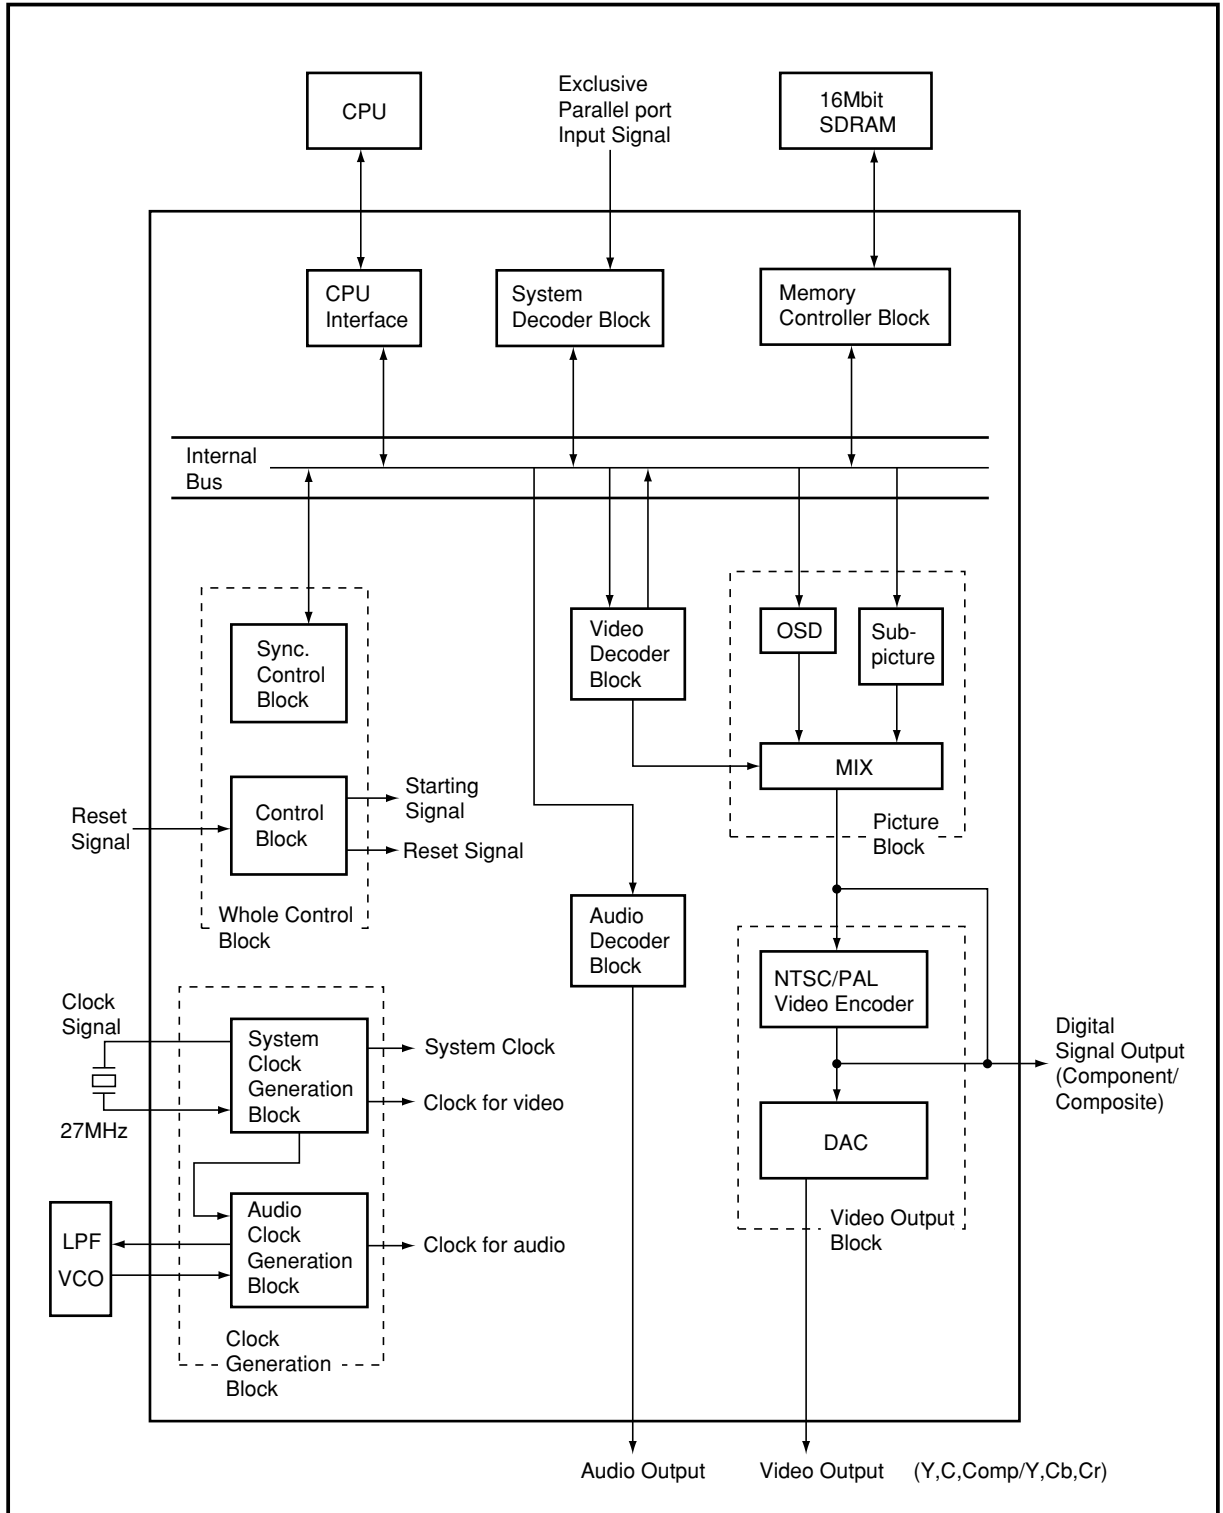 CPU
Exclusive
Parallel port
Input Signal
16Mbit
SDRAM
CPU
Interface
System
Decoder Block
Memory
Controller Block
Internal
Bus
Sync.
Control
Block
Video
Decoder
Block
OSD
Sub-
picture
MIX
Picture
Block
Reset
Signal
Control
Block
Starting
Signal
Reset Signal
Whole Control
Block
Audio
Decoder
Block
NTSC/PAL
Video Encoder
Digital
Signal Output
(Component/
Composite)
DAC
Video Output
Block
Clock
Signal
27MHz
System
Clock
Generation
Block
System Clock
Clock for video
LPF
VCO
Audio
Clock
Generation
Block
Clock for audio
Clock
Generation
Block
Audio Output
Video Output (Y,C,Comp/Y,Cb,Cr)